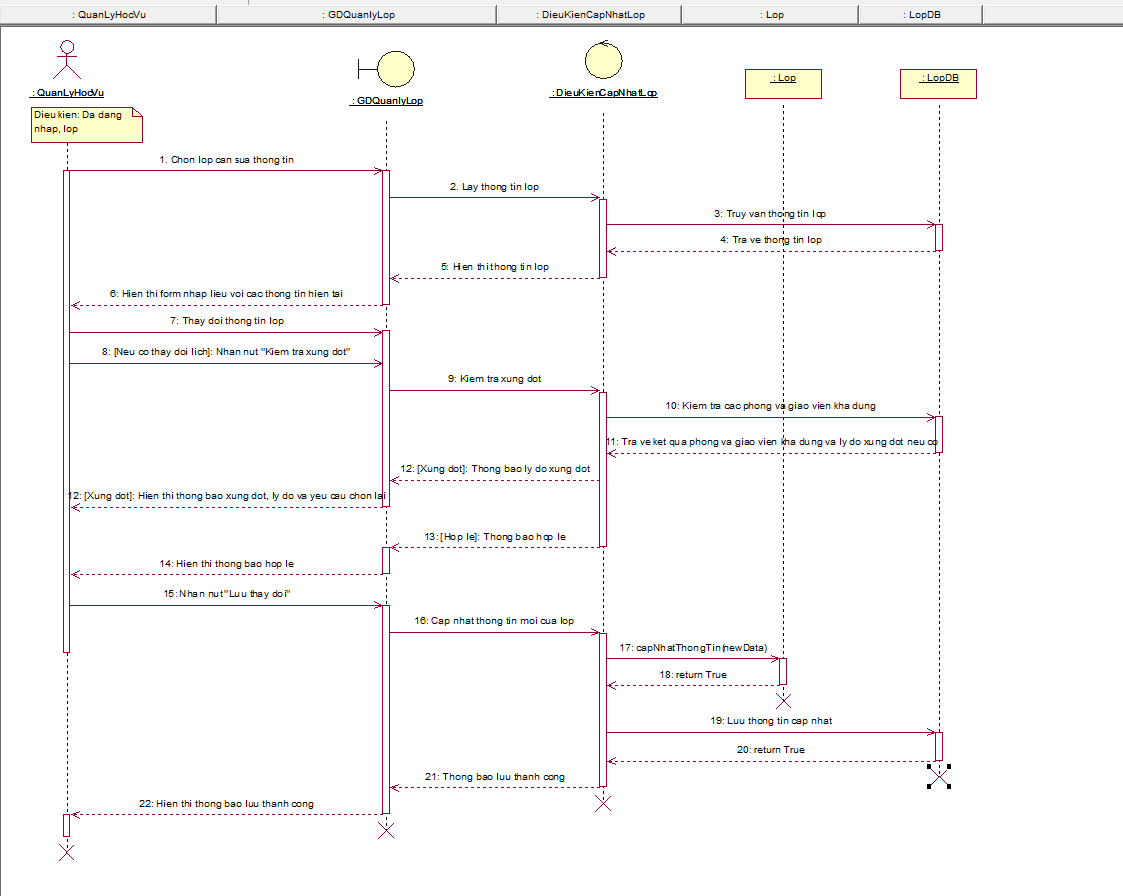 : QuanLyHocVu
: GDQuanlyLop
: DieuKienCapNhatLop
: Lop
: LopDB
: QuanLyHocVu
: GDQuanlyLop
: DieuKienCapNhatLop
: Lop
: LopDB
Dieu kien: Da dang
nhap, lop
1. Chon lop can sua thong tin
2. Lay thong tin lop
3: Truy van thong tin lop
4: Tra ve thong tin lop
5: Hien thi thong tin lop
6: Hien thi form nhap lieu voi cac thong tin hien tai
7: Thay doi thong tin lop
8: [Neu co thay doi lich]: Nhan nut "Kiem tra xung dot"
9: Kiem tra xung dot
10: Kiem tra cac phong va giao vien kha dung
11: Tra ve ket qua phong va giao vien kha dung va ly do xung dot neu co
12: [Xung dot]: Thong bao ly do xung dot
12: [Xung dot]: Hien thi thong bao xung dot, ly do va yeu cau chon lai
13: [Hop le]: Thong bao hop le
14: Hien thi thong bao hop le
15: Nhan nut "Luu thay doi"
16: Cap nhat thong tin moi cua lop
17: capNhatThongTin(newData)
18: return True
19: Luu thong tin cap nhat
20: return True
21: Thong bao luu thanh cong
22: Hien thi thong bao luu thanh cong